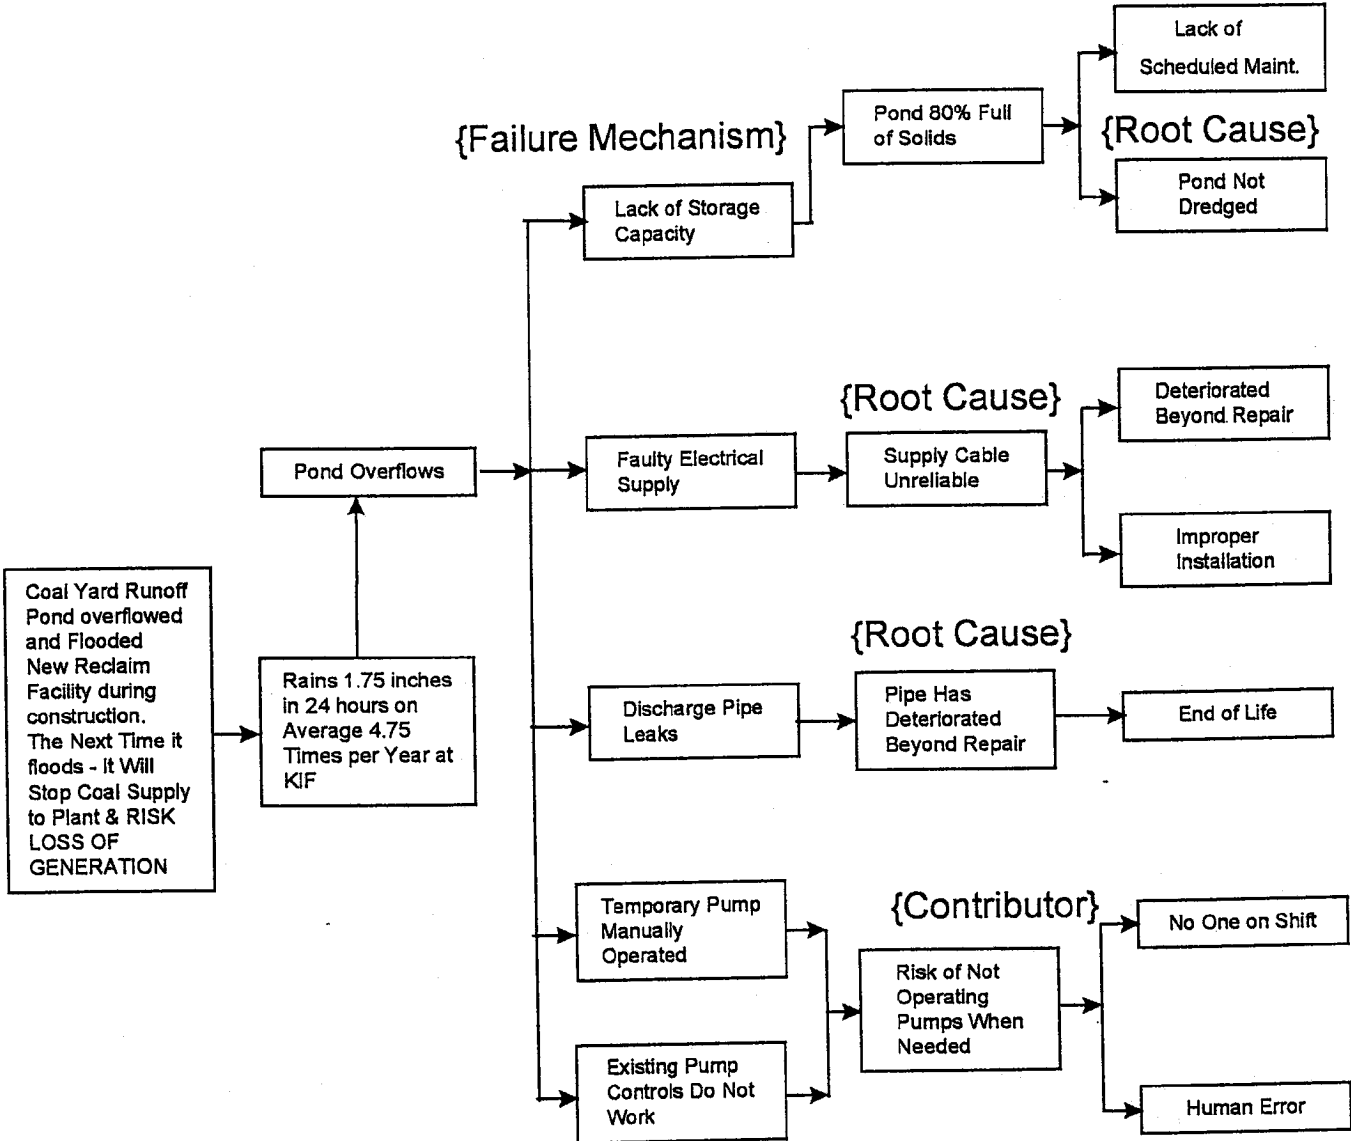 Lack of
Scheduled Maint.
{Failure Mechanism}
Pond 80% Full
of Solids
{Root Cause}
Lack of Storage
Capacity
Pond Not
Dredged
{Root Cause}
Deteriorated
Beyond Repair
Pond Overflows
Faulty Electrical
Supply
Supply Cable
Unreliable
Improper
Installation
Coal Yard Runoff
Pond overflowed
and Flooded
New Reclaim
Facility during
construction.
The Next Time it
floods - It Will
Stop Coal Supply
to Plant & RISK
LOSS OF
GENERATION
Rains 1.75 inches
in 24 hours on
Average 4.75
Times per Year at
KIF
{Root Cause}
Discharge Pipe
Leaks
Pipe Has
Deteriorated
Beyond Repair
End of Life
Temporary Pump
Manually
Operated
{Contributor}
No One on Shift
Risk of Not
Operating
Pumps When
Needed
Existing Pump
Controls Do Not
Work
Human Error